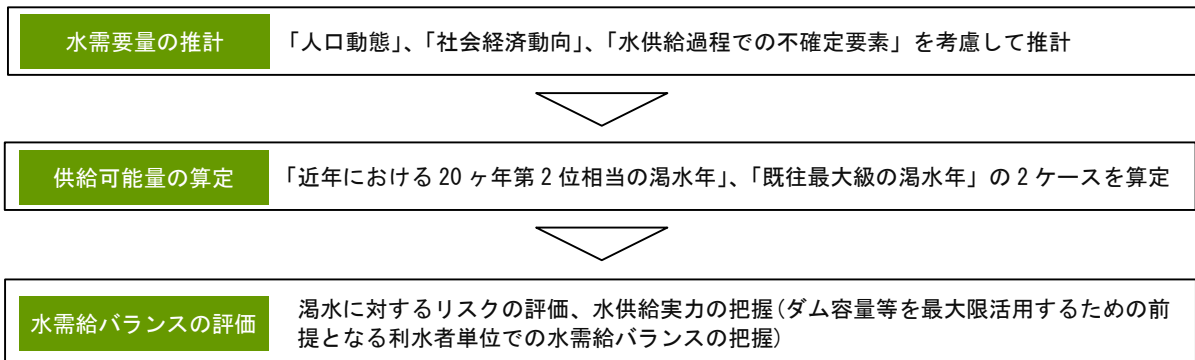 水需要量の推計
「人口動態」、「社会経済動向」、「水供給過程での不確定要素」を考慮して推計
供給可能量の算定
「近年における 20 ヶ年第 2 位相当の渇水年」、「既往最大級の渇水年」の 2 ケースを算定
水需給バランスの評価
渇水に対するリスクの評価、水供給実力の把握(ダム容量等を最大限活用するための前
提となる利水者単位での水需給バランスの把握)